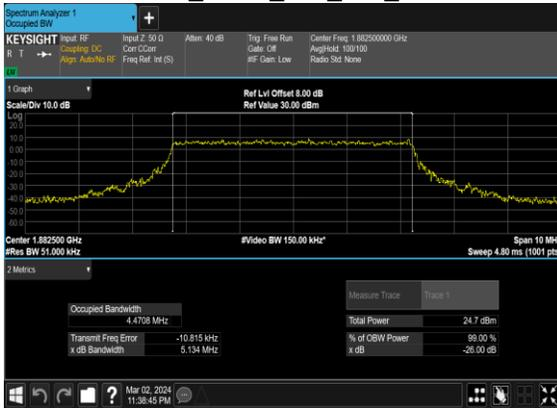 Spectrum Analyzer 1
Occupied BW
+
KEYSIGHT
R T
Input: RF
Coupling: DC
Align: Auto/No RF
Input Z: 50 Ω
Corr CCorr
Freq Ref: Int (S)
Atten: 40 dB
Trig: Free Run
Gate: Off
#IF Gain: Low
Center Freq: 1.882500000 GHz
Avg|Hold: 100/100
Radio Std: None
1 Graph
Scale/Div 10.0 dB
Ref Lvl Offset 8.00 dB
Ref Value 30.00 dBm
Log
20.0
10.0
0.00
-10.0
-20.0
-30.0
-40.0
-50.0
-60.0
Center 1.882500 GHz
#Video BW 150.00 kHz*
Span 10 MH
#Res BW 51.000 kHz
Sweep 4.80 ms (1001 pts
2 Metrics
Measure Trace
Trace 1
Occupied Bandwidth
4.4708 MHz
Total Power
24.7 dBm
Transmit Freq Error
-10.815 kHz
% of OBW Power
99.00 %
x dB Bandwidth
5.134 MHz
x dB
-26.00 dB
?
Mar 02, 2024
11:38:45 PM